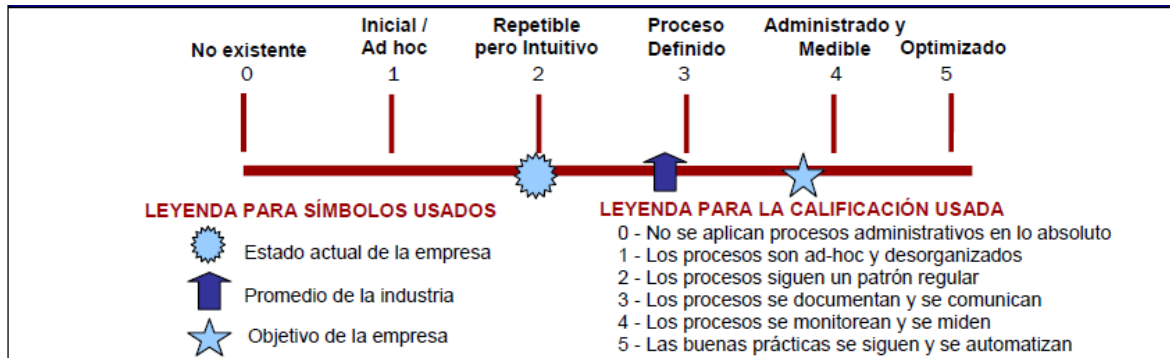 No existente
0
Inicial /
Ad hoc
1
Repetible
pero Intuitivo
2
Proceso
Definido
3
Administrado y
Medible
4
Optimizado
5
LEYENDA PARA SÍMBOLOS USADOS
Estado actual de la empresa
Promedio de la industria
Objetivo de la empresa
LEYENDA PARA LA CALIFICACIÓN USADA
0 - No se aplican procesos administrativos en lo absoluto
1 - Los procesos son ad-hoc y desorganizados
2 - Los procesos siguen un patrón regular
3 - Los procesos se documentan y se comunican
4 - Los procesos se monitorean y se miden
5 - Las buenas prácticas se siguen y se automatizan